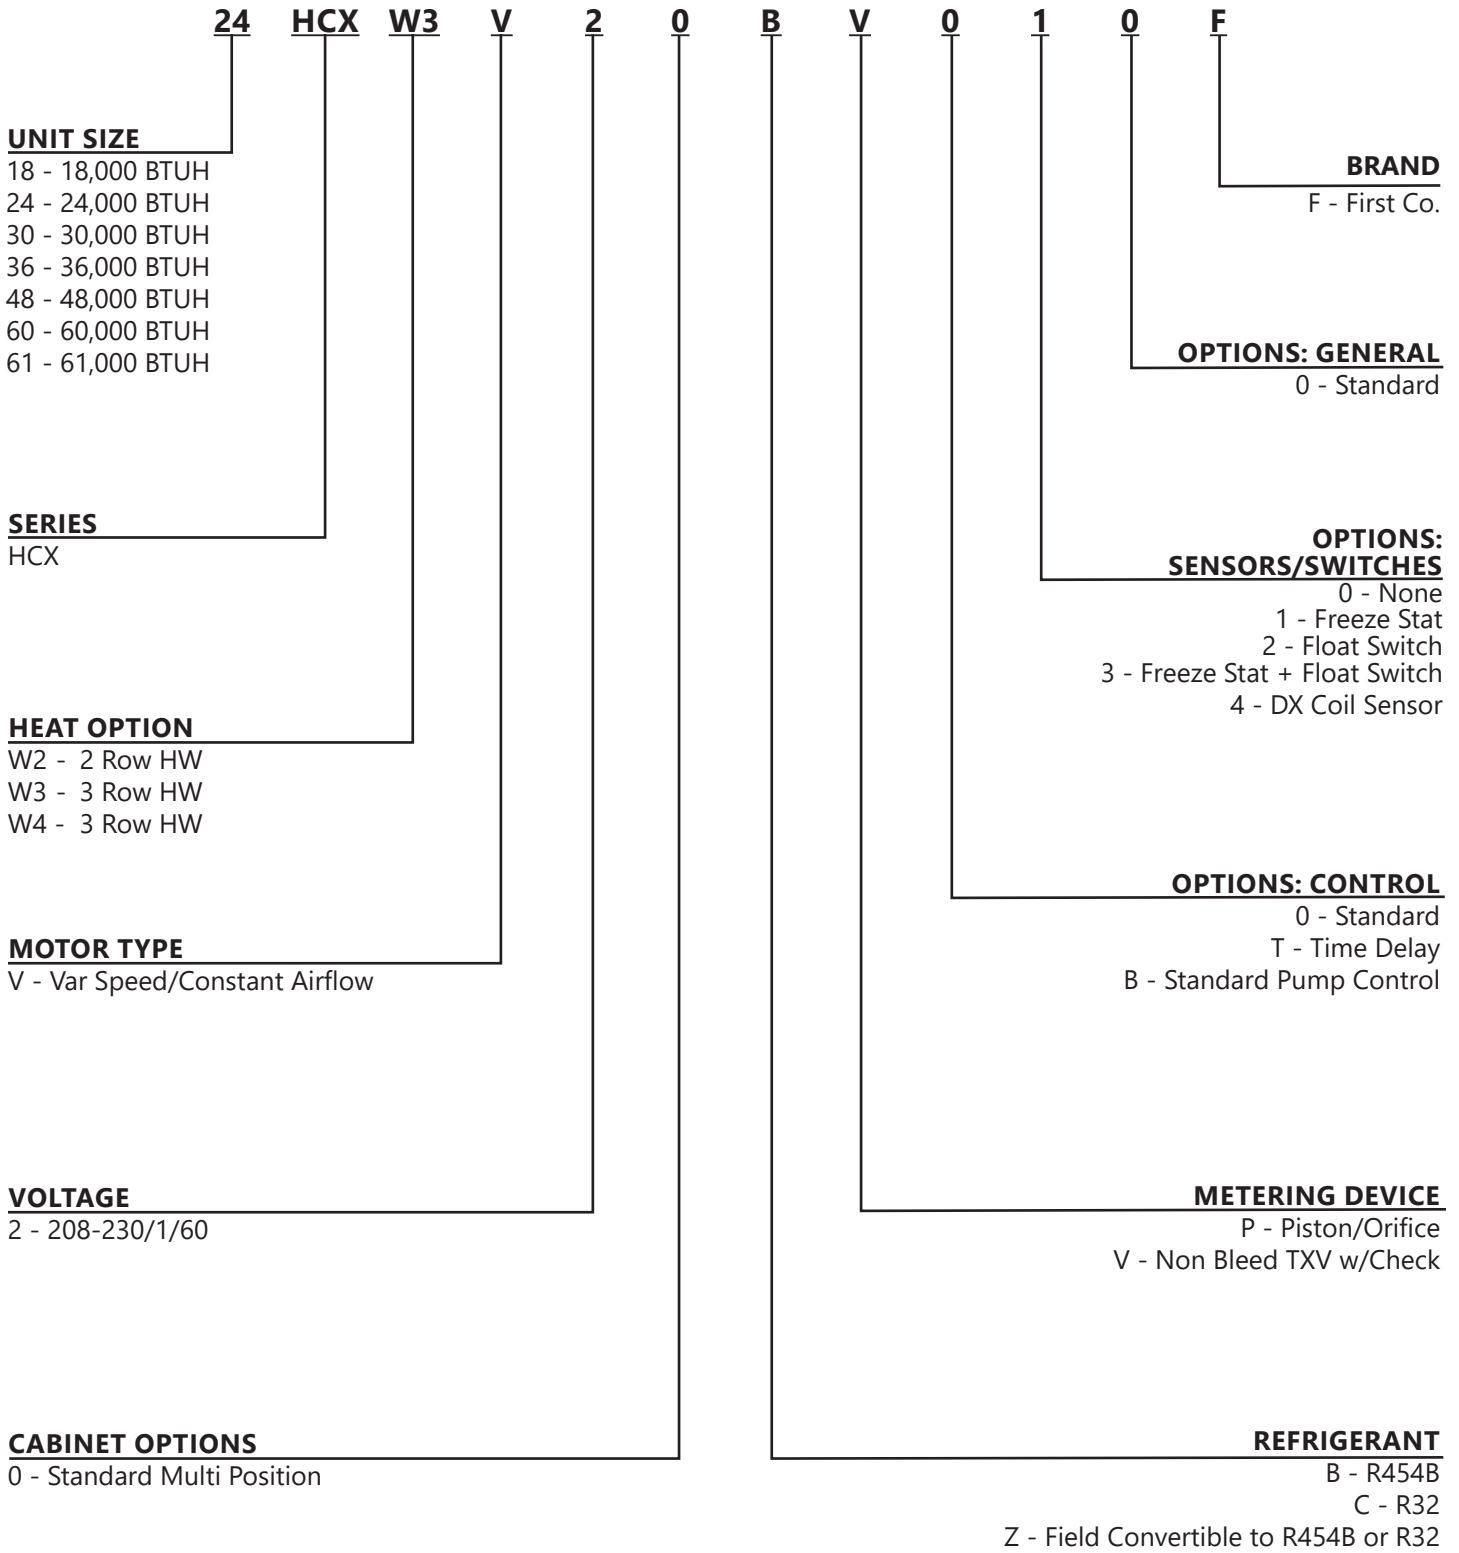 24 HCX W3 V 2 0 B V 0 1 0 F
UNIT SIZE
18 - 18,000 BTUH
24 - 24,000 BTUH
30 - 30,000 BTUH
36 - 36,000 BTUH
48 - 48,000 BTUH
60 - 60,000 BTUH
61 - 61,000 BTUH
SERIES
HCX
HEAT OPTION
W2 - 2 Row HW
W3 - 3 Row HW
W4 - 3 Row HW
MOTOR TYPE
V - Var Speed/Constant Airflow
VOLTAGE
2 - 208-230/1/60
CABINET OPTIONS
0 - Standard Multi Position
BRAND
F - First Co.
OPTIONS: GENERAL
0 - Standard
OPTIONS:
SENSORS/SWITCHES
0 - None
1 - Freeze Stat
2 - Float Switch
3 - Freeze Stat + Float Switch
4 - DX Coil Sensor
OPTIONS: CONTROL
0 - Standard
T - Time Delay
B - Standard Pump Control
METERING DEVICE
P - Piston/Orifice
V - Non Bleed TXV w/Check
REFRIGERANT
B - R454B
C - R32
Z - Field Convertible to R454B or R32